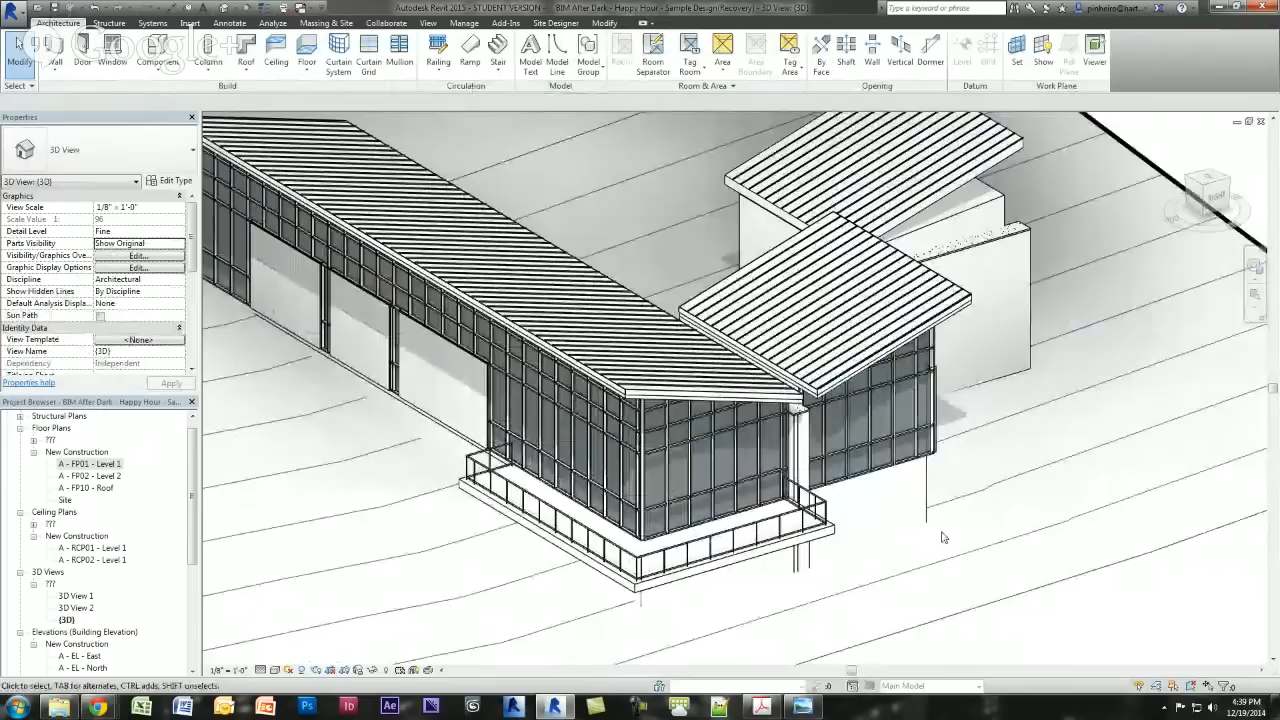 Autodesk Revit 2015 - STUDENT VERSION - BIM After Dark - Happy Hour - Sample Design(Recovery) - 3D View: {3D}
Type a keyword or phrase
pinheiro@hart...
Architecture Structure Systems Insert Annotate Analyze Massing & Site Collaborate View Manage Add-Ins Site Designer Modify
Google+
Modify Wall Door Window Component Column Roof Ceiling Floor Curtain System Curtain Grid Mullion Railing Ramp Stair Model Text Model Line Model Group Room Room Separator Tag Room Area Area Boundary Tag Area By Face Shaft Wall Vertical Dormer Level Grid Set Show Ref Plane Viewer
Select Build Circulation Model Room & Area Opening Datum Work Plane
Properties
3D View
3D View: {3D} Edit Type
Graphics
View Scale 1/8" = 1'-0"
Scale Value 1: 96
Detail Level Fine
Parts Visibility Show Original
Visibility/Graphics Ove... Edit...
Graphic Display Options Edit...
Discipline Architectural
Show Hidden Lines By Discipline
Default Analysis Displa... None
Sun Path
Identity Data
View Template <None>
View Name {3D}
Dependency Independent
Properties help Apply
Project Browser - BIM After Dark - Happy Hour - Sa...
Structural Plans
Floor Plans
???
New Construction
A - FP01 - Level 1
A - FP02 - Level 2
A - FP10 - Roof
Site
Ceiling Plans
???
New Construction
A - RCP01 - Level 1
A - RCP02 - Level 1
3D Views
???
3D View 1
3D View 2
{3D}
Elevations (Building Elevation)
New Construction
A - EL - East
A - EL - North
RIGHT
1/8" = 1'-0"
Click to select, TAB for alternates, CTRL adds, SHIFT unselects.
:0 Main Model :0
4:39 PM
12/19/2014